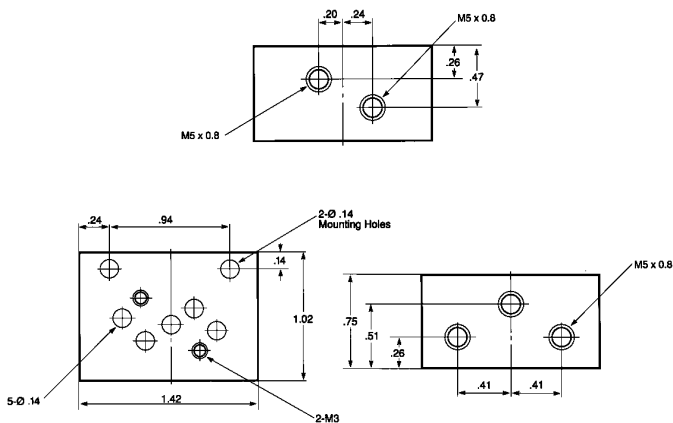 .20
.24
M5 x 0.8
.26
.47
M5 x 0.8
.24
.94
2-Ø .14
Mounting Holes
.14
1.02
5-Ø .14
1.42
2-M3
M5 x 0.8
.75
.51
.26
.41
.41